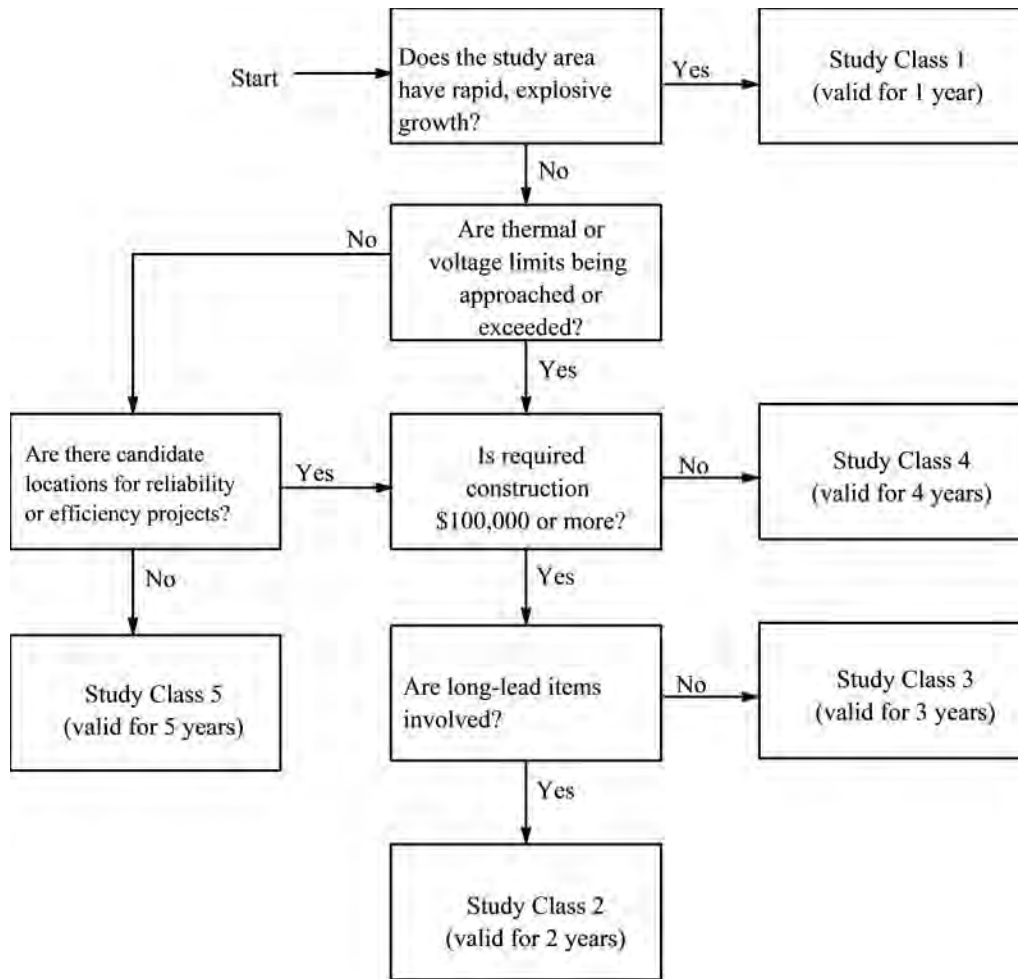 Start
Does the study area
have rapid, explosive
growth?
Yes
Study Class 1
(valid for 1 year)
No
Are thermal or
voltage limits being
approached or
exceeded?
No
Yes
Are there candidate
locations for reliability
or efficiency projects?
Yes
Is required
construction
$100,000 or more?
No
Study Class 4
(valid for 4 years)
No
Yes
Study Class 5
(valid for 5 years)
Are long-lead items
involved?
No
Study Class 3
(valid for 3 years)
Yes
Study Class 2
(valid for 2 years)